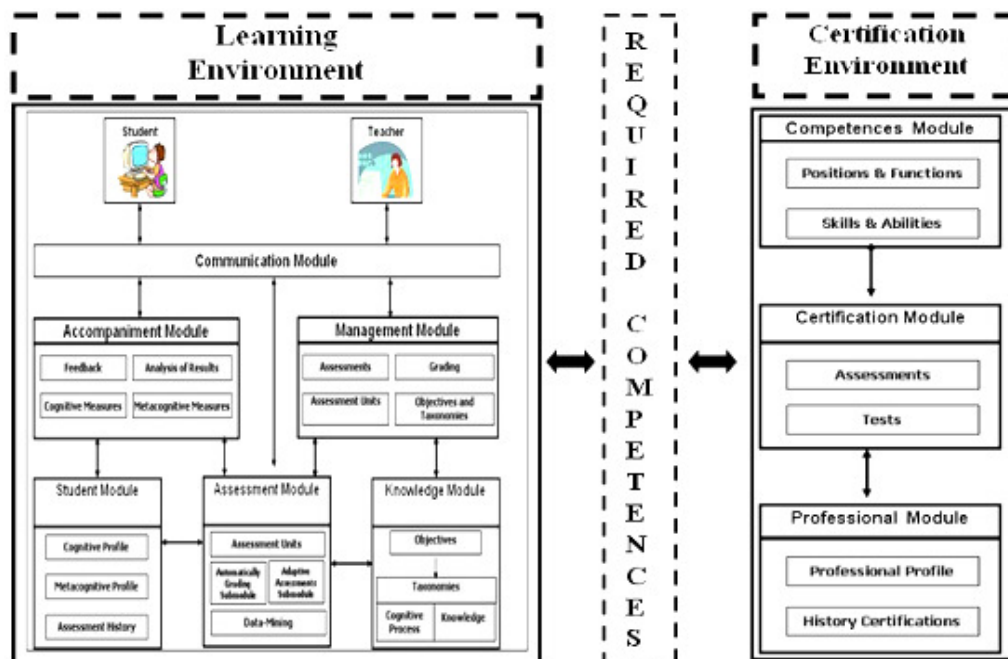 Learning
Environment
Student
Teacher
Communication Module
Accompaniment Module
Feedback
Analysis of Results
Cognitive Measures
Metacognitive Measures
Management Module
Assessments
Grading
Assessment Units
Objectives and
Taxonomies
Student Module
Cognitive Profile
Metacognitive Profile
Assessment History
Assessment Module
Assessment Units
Automatically
Grading
Submodule
Adaptive
Assessments
Submodule
Data-Mining
Knowledge Module
Objectives
Taxonomies
Cognitive
Process
Knowledge
REQUIRED COMPETENCES
Certification
Environment
Competences Module
Positions & Functions
Skills & Abilities
Certification Module
Assessments
Tests
Professional Module
Professional Profile
History Certifications